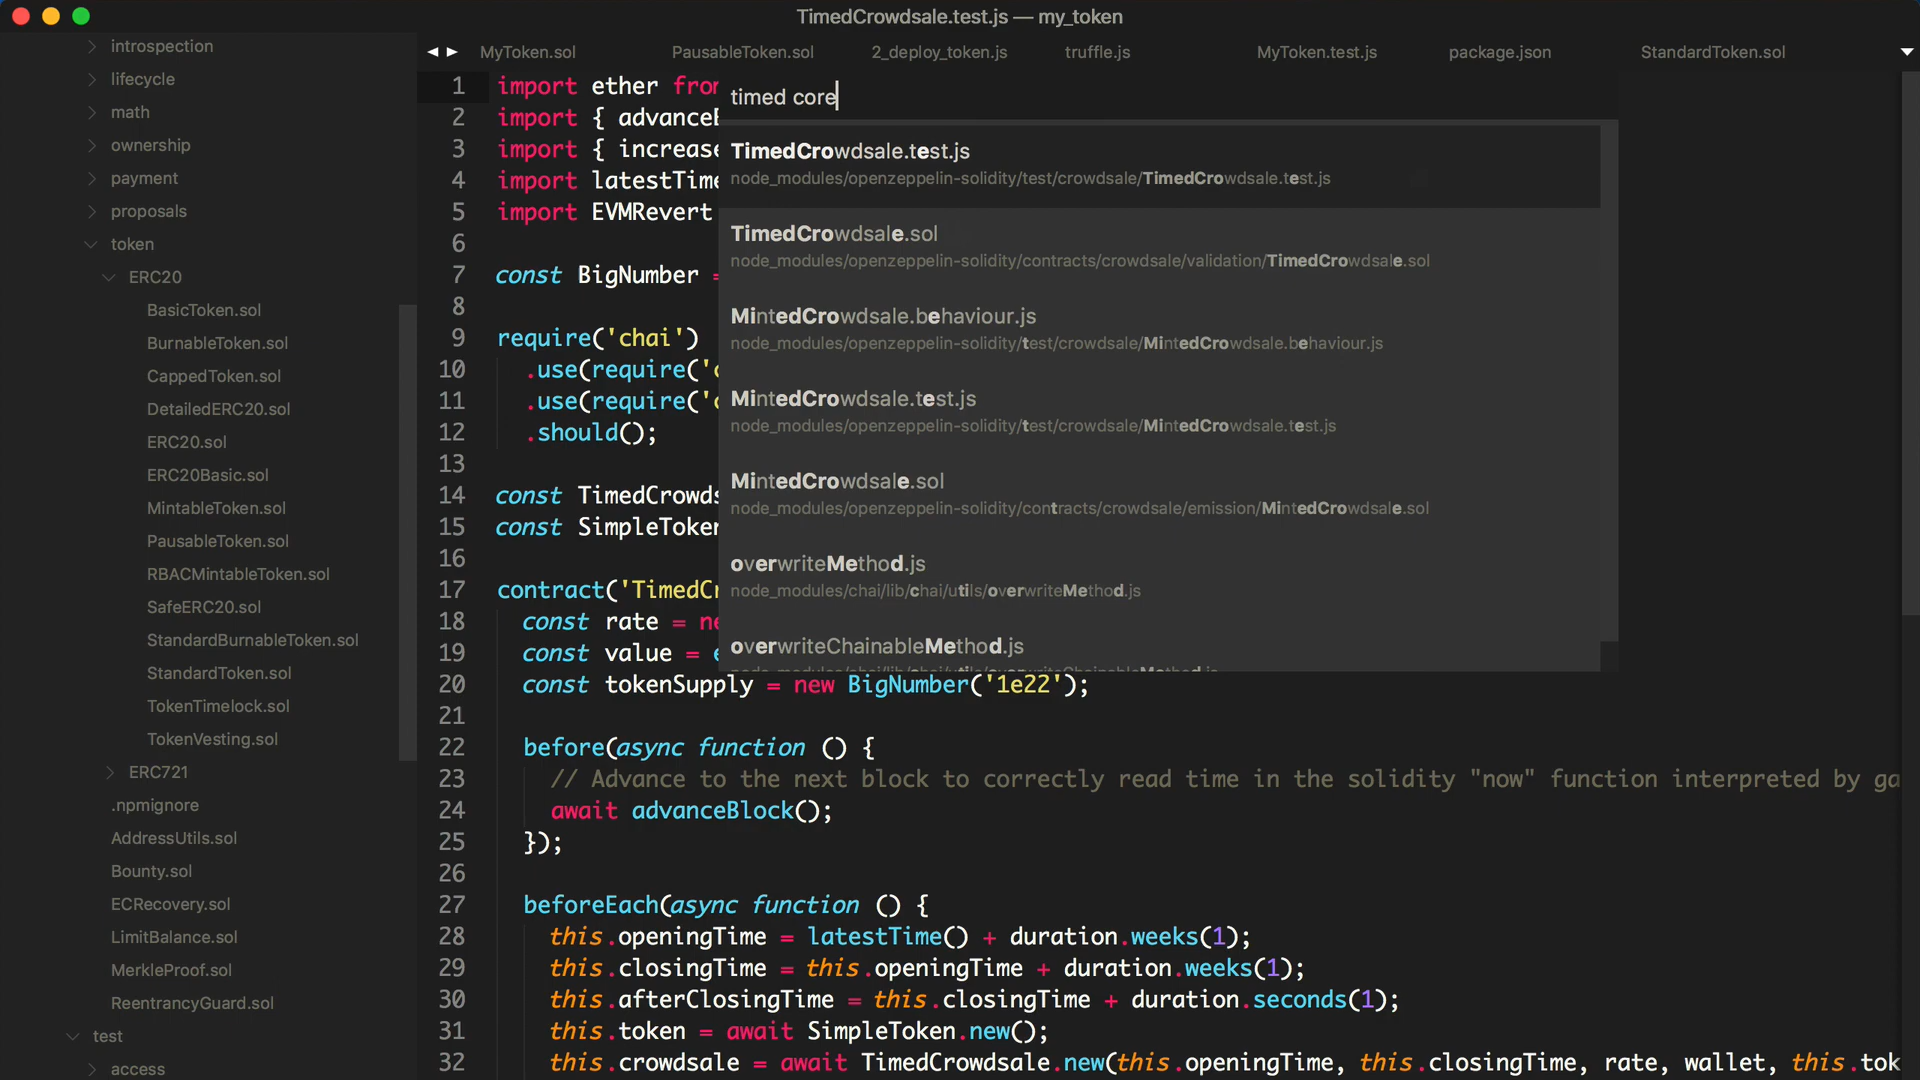 TimedCrowdsale.test.js — my_token
MyToken.sol
PausableToken.sol
2_deploy_token.js
truffle.js
MyToken.test.js
package.json
StandardToken.sol
introspection
lifecycle
math
ownership
payment
proposals
token
ERC20
BasicToken.sol
BurnableToken.sol
CappedToken.sol
DetailedERC20.sol
ERC20.sol
ERC20Basic.sol
MintableToken.sol
PausableToken.sol
RBACMintableToken.sol
SafeERC20.sol
StandardBurnableToken.sol
StandardToken.sol
TokenTimelock.sol
TokenVesting.sol
ERC721
.npmignore
AddressUtils.sol
Bounty.sol
ECRecovery.sol
LimitBalance.sol
MerkleProof.sol
ReentrancyGuard.sol
test
access
timed core
TimedCrowdsale.test.js
node_modules/openzeppelin-solidity/test/crowdsale/TimedCrowdsale.test.js
TimedCrowdsale.sol
node_modules/openzeppelin-solidity/contracts/crowdsale/validation/TimedCrowdsale.sol
MintedCrowdsale.behaviour.js
node_modules/openzeppelin-solidity/test/crowdsale/MintedCrowdsale.behaviour.js
MintedCrowdsale.test.js
node_modules/openzeppelin-solidity/test/crowdsale/MintedCrowdsale.test.js
MintedCrowdsale.sol
node_modules/openzeppelin-solidity/contracts/crowdsale/emission/MintedCrowdsale.sol
overwriteMethod.js
node_modules/chai/lib/chai/utils/overwriteMethod.js
overwriteChainableMethod.js
1 import ether from
2 import { advanceB
3 import { increase
4 import latestTime
5 import EVMRevert
6
7 const BigNumber =
8
9 require('chai')
10 .use(require('c
11 .use(require('c
12 .should();
13
14 const TimedCrowds
15 const SimpleToken
16
17 contract('TimedCr
18 const rate = ne
19 const value = e
20 const tokenSupply = new BigNumber('1e22');
21
22 before(async function () {
23 // Advance to the next block to correctly read time in the solidity "now" function interpreted by ga
24 await advanceBlock();
25 });
26
27 beforeEach(async function () {
28 this.openingTime = latestTime() + duration.weeks(1);
29 this.closingTime = this.openingTime + duration.weeks(1);
30 this.afterClosingTime = this.closingTime + duration.seconds(1);
31 this.token = await SimpleToken.new();
32 this.crowdsale = await TimedCrowdsale.new(this.openingTime, this.closingTime, rate, wallet, this.tok